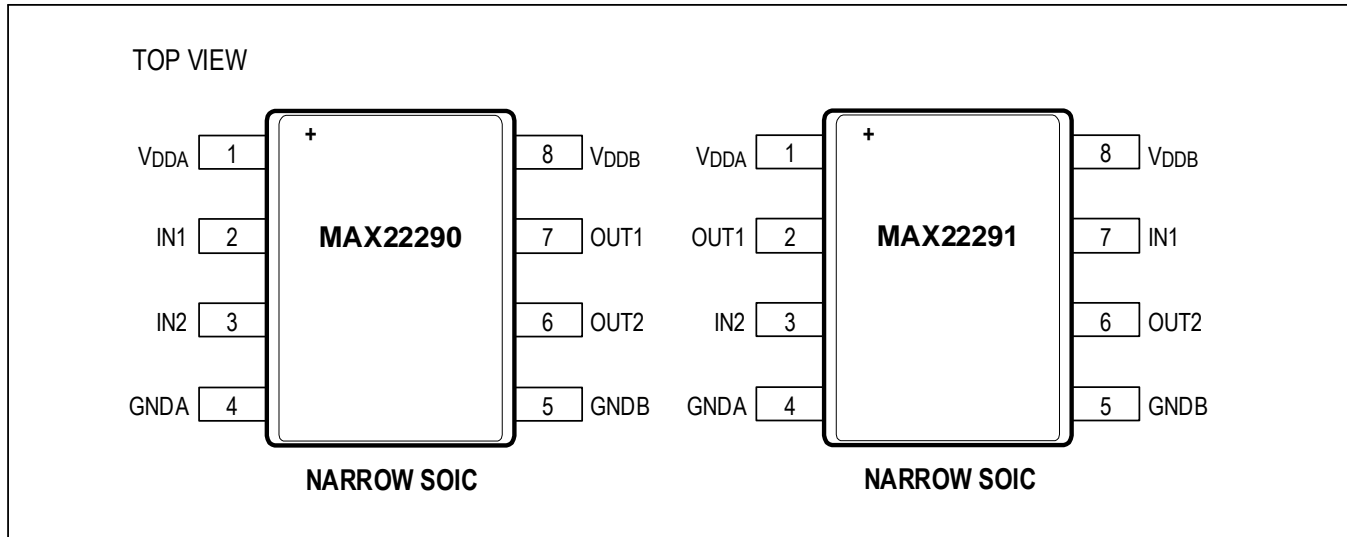 TOP VIEW
+
VDDA 1
8 VDDB
IN1 2
MAX22290
7 OUT1
IN2 3
6 OUT2
GNDA 4
5 GNDB
NARROW SOIC
+
VDDA 1
8 VDDB
OUT1 2
MAX22291
7 IN1
IN2 3
6 OUT2
GNDA 4
5 GNDB
NARROW SOIC